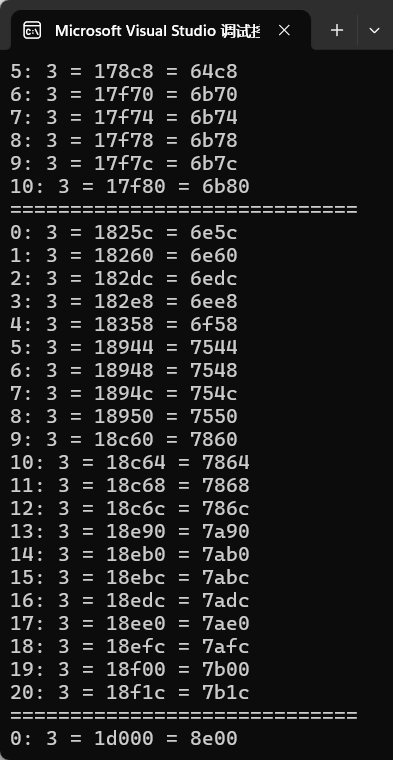 Microsoft Visual Studio 调试
5: 3 = 178c8 = 64c8
6: 3 = 17f70 = 6b70
7: 3 = 17f74 = 6b74
8: 3 = 17f78 = 6b78
9: 3 = 17f7c = 6b7c
10: 3 = 17f80 = 6b80
=============================
0: 3 = 1825c = 6e5c
1: 3 = 18260 = 6e60
2: 3 = 182dc = 6edc
3: 3 = 182e8 = 6ee8
4: 3 = 18358 = 6f58
5: 3 = 18944 = 7544
6: 3 = 18948 = 7548
7: 3 = 1894c = 754c
8: 3 = 18950 = 7550
9: 3 = 18c60 = 7860
10: 3 = 18c64 = 7864
11: 3 = 18c68 = 7868
12: 3 = 18c6c = 786c
13: 3 = 18e90 = 7a90
14: 3 = 18eb0 = 7ab0
15: 3 = 18ebc = 7abc
16: 3 = 18edc = 7adc
17: 3 = 18ee0 = 7ae0
18: 3 = 18efc = 7afc
19: 3 = 18f00 = 7b00
20: 3 = 18f1c = 7b1c
=============================
0: 3 = 1d000 = 8e00